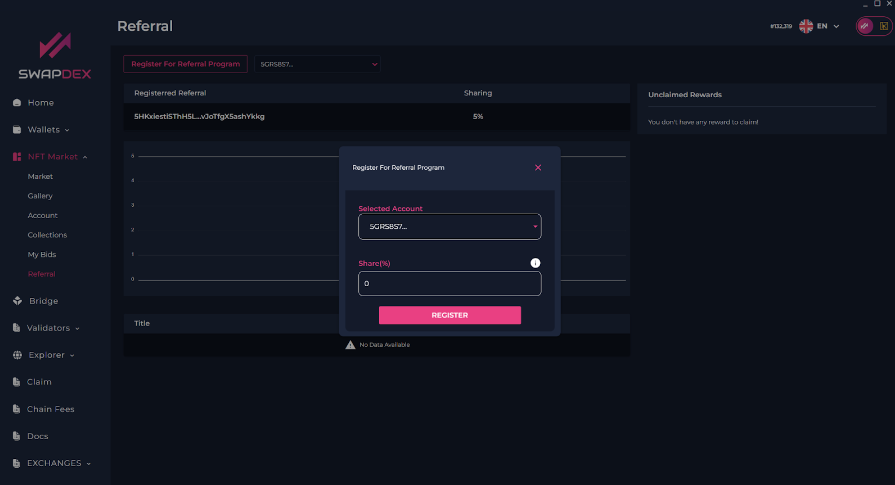 Referral
#132,319
EN
SWAPDEX
Home
Wallets
NFT Market
Market
Gallery
Account
Collections
My Bids
Referral
Bridge
Validators
Explorer
Claim
Chain Fees
Docs
EXCHANGES
Register For Referral Program
5GRS8S7...
Registerred Referral
Sharing
5HKxiestiSThH5L...vJoTfgX5ashYkkg
5%
Unclaimed Rewards
You don't have any reward to claim!
5
4
3
2
1
0
Register For Referral Program
Selected Account
5GRS8S7...
Share(%)
0
REGISTER
Title
No Data Available